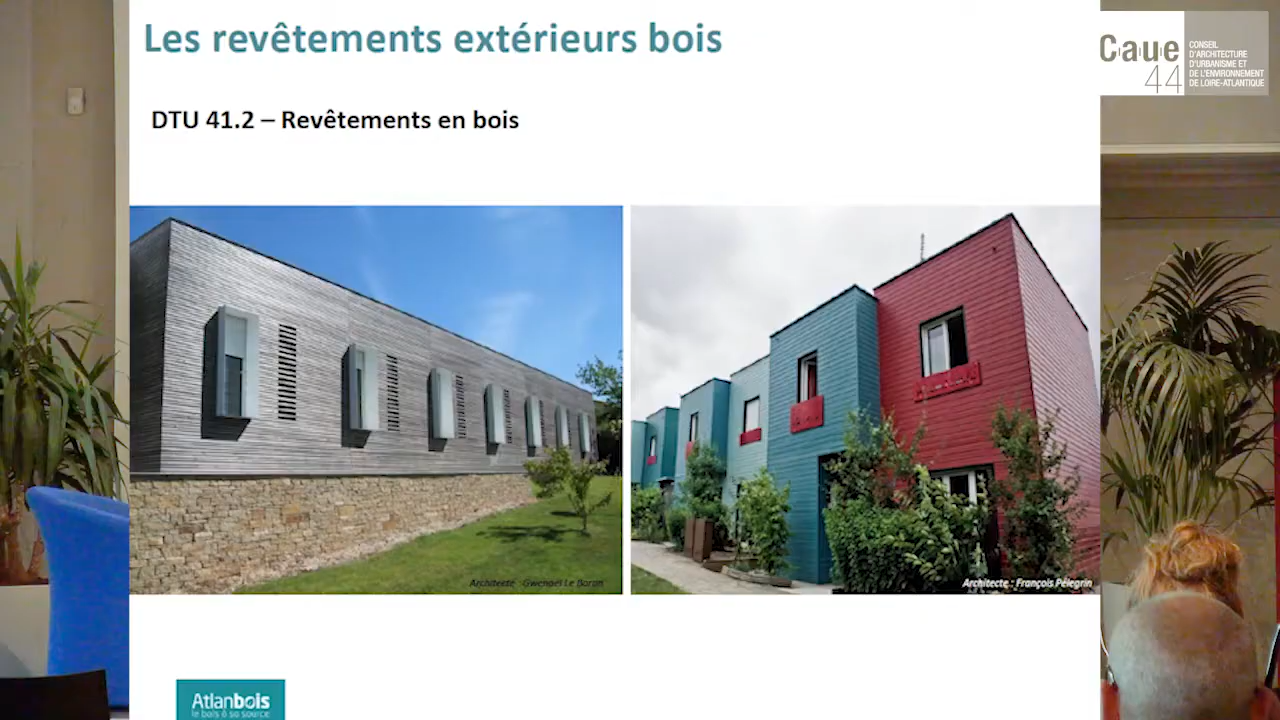 Les revêtements extérieurs bois
Caue
44
CONSEIL
D'ARCHITECTURE
D'URBANISME ET
DE L'ENVIRONNEMENT
DE LOIRE-ATLANTIQUE
DTU 41.2 – Revêtements en bois
Architecte : Gwenaël Le Baron
Architecte : François Pélegrin
Atlanbois
le bois à sa source